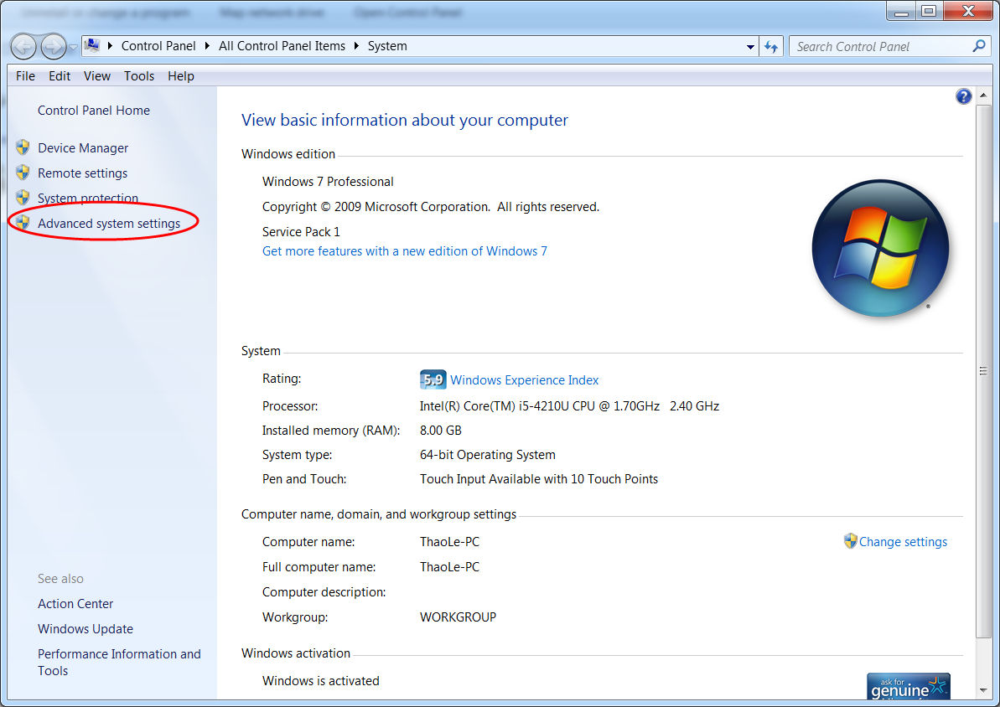 Uninstall or change a program Map network drive Open Control Panel
Control Panel All Control Panel Items System
Search Control Panel
File Edit View Tools Help
Control Panel Home
Device Manager
Remote settings
System protection
Advanced system settings
See also
Action Center
Windows Update
Performance Information and
Tools
View basic information about your computer
Windows edition
Windows 7 Professional
Copyright © 2009 Microsoft Corporation. All rights reserved.
Service Pack 1
Get more features with a new edition of Windows 7
System
Rating: 5.9 Windows Experience Index
Processor: Intel(R) Core(TM) i5-4210U CPU @ 1.70GHz 2.40 GHz
Installed memory (RAM): 8.00 GB
System type: 64-bit Operating System
Pen and Touch: Touch Input Available with 10 Touch Points
Computer name, domain, and workgroup settings
Computer name: ThaoLe-PC Change settings
Full computer name: ThaoLe-PC
Computer description:
Workgroup: WORKGROUP
Windows activation
Windows is activated
ask for
genuine